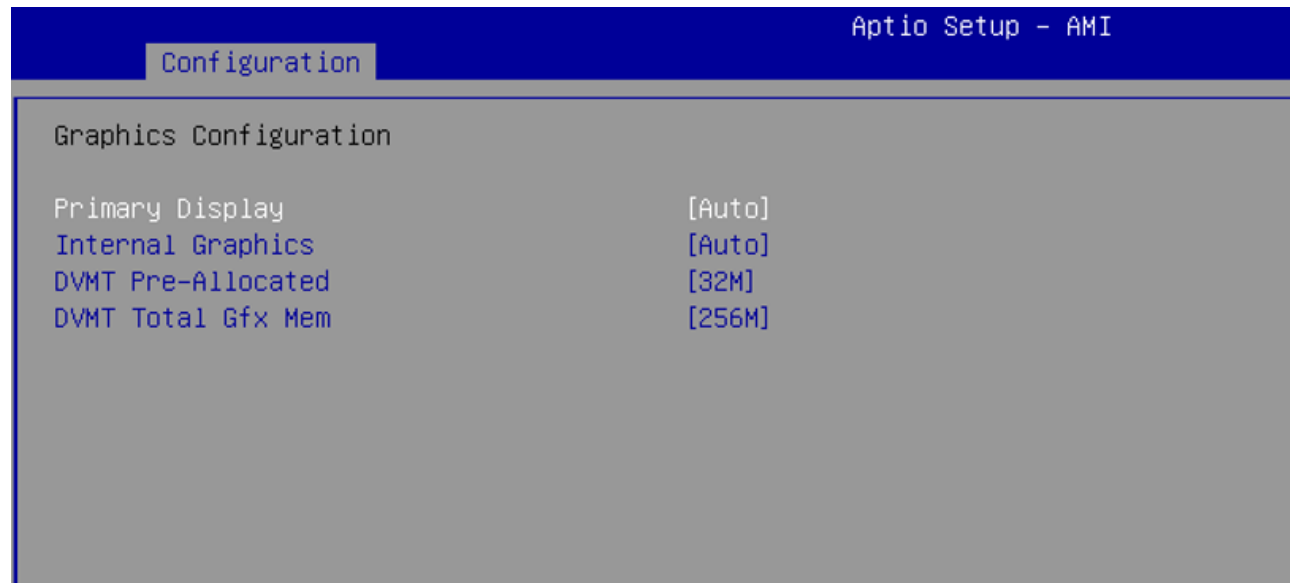 Aptio Setup – AMI
Configuration
Graphics Configuration
Primary Display [Auto]
Internal Graphics [Auto]
DVMT Pre-Allocated [32M]
DVMT Total Gfx Mem [256M]